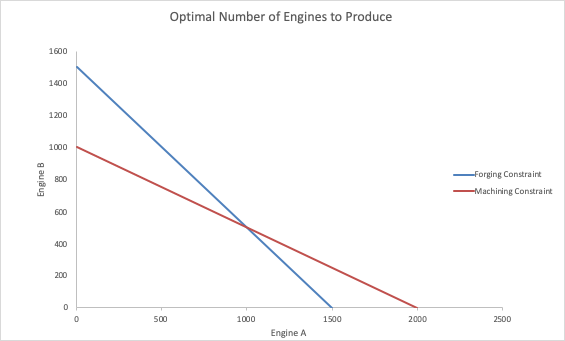 Optimal Number of Engines to Produce
1600
1400
1200
1000
800
600
400
200
0
Engine B
0 500 1000 1500 2000 2500
Engine A
Forging Constraint
Machining Constraint